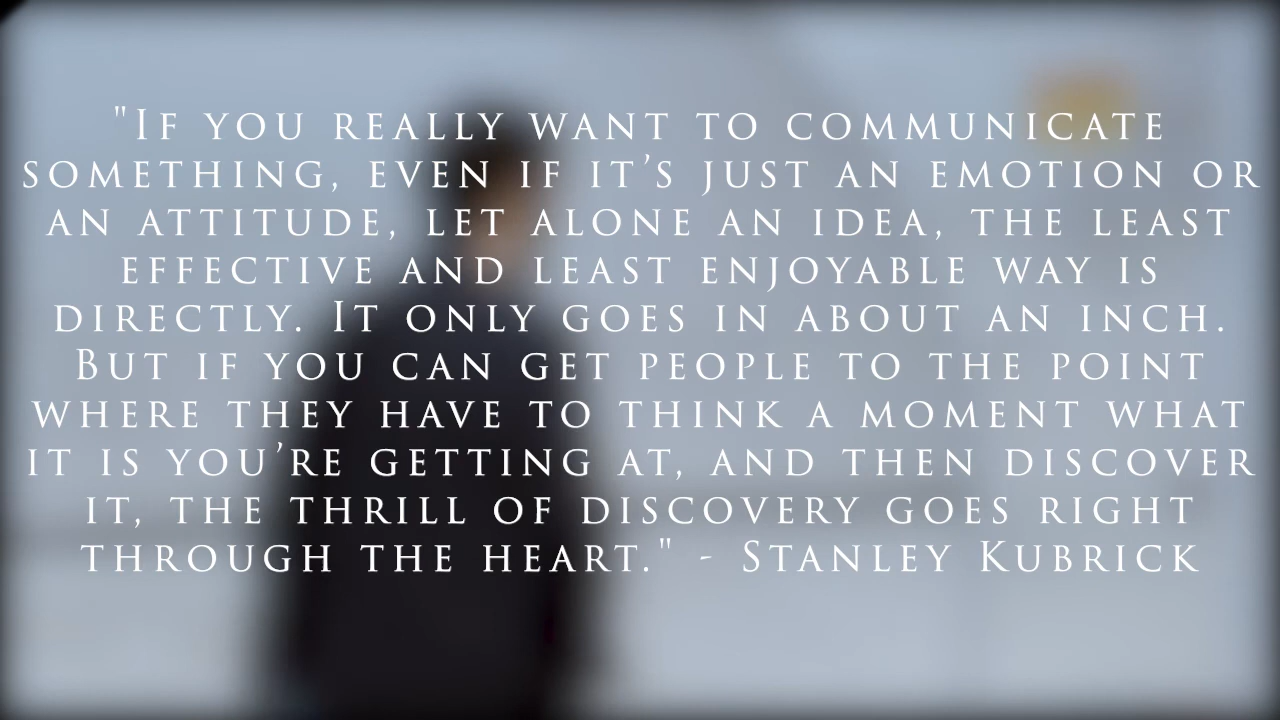 "If you really want to communicate
something, even if it’s just an emotion or
an attitude, let alone an idea, the least
effective and least enjoyable way is
directly. It only goes in about an inch.
But if you can get people to the point
where they have to think a moment what
it is you’re getting at, and then discover
it, the thrill of discovery goes right
through the heart." - Stanley Kubrick